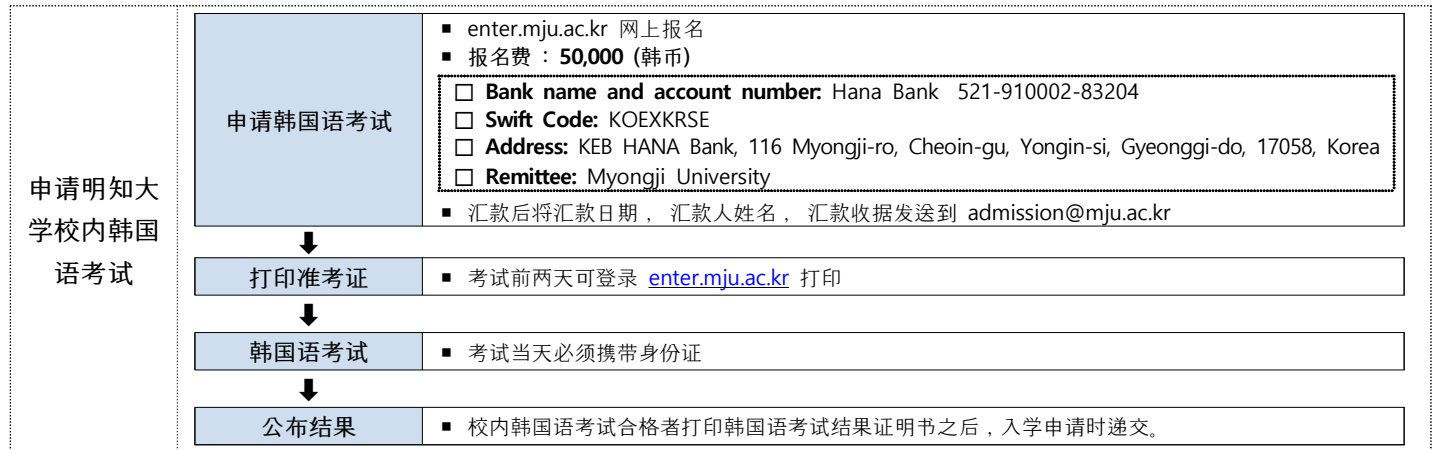 申请明知大
学校内韩国
语考试
申请韩国语考试
■ enter.mju.ac.kr 网上报名
■ 报名费 : 50,000 (韩币)
□ Bank name and account number: Hana Bank 521-910002-83204
□ Swift Code: KOEXKRSE
□ Address: KEB HANA Bank, 116 Myongji-ro, Cheoin-gu, Yongin-si, Gyeonggi-do, 17058, Korea
□ Remittee: Myongji University
■ 汇款后将汇款日期 , 汇款人姓名 , 汇款收据发送到 admission@mju.ac.kr
⬇
打印准考证
■ 考试前两天可登录 enter.mju.ac.kr 打印
⬇
韩国语考试
■ 考试当天必须携带身份证
⬇
公布结果
■ 校内韩国语考试合格者打印韩国语考试结果证明书之后 , 入学申请时递交。